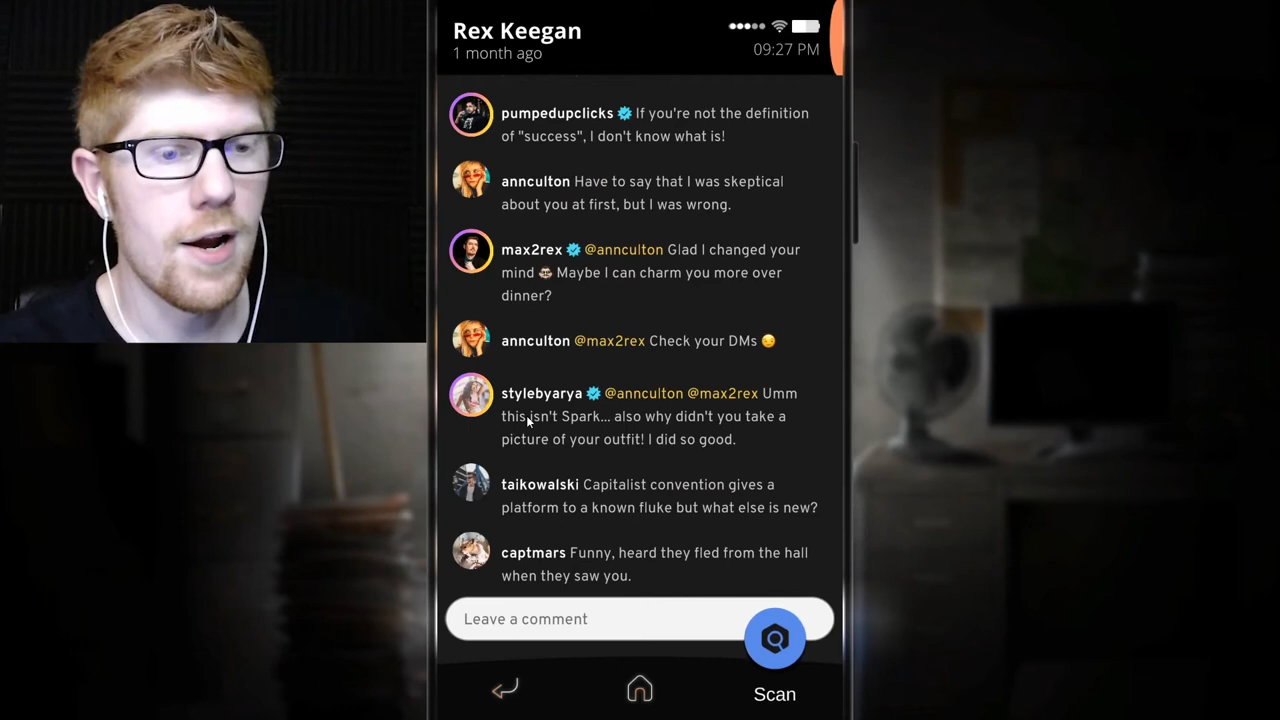 Rex Keegan
1 month ago
09:27 PM
pumpedupclicks If you're not the definition
of "success", I don't know what is!
annculton Have to say that I was skeptical
about you at first, but I was wrong.
max2rex @annculton Glad I changed your
mind Maybe I can charm you more over
dinner?
annculton @max2rex Check your DMs 😏
stylebyarya @annculton @max2rex Umm
this isn't Spark... also why didn't you take a
picture of your outfit! I did so good.
taikowalski Capitalist convention gives a
platform to a known fluke but what else is new?
captmars Funny, heard they fled from the hall
when they saw you.
Leave a comment
Scan